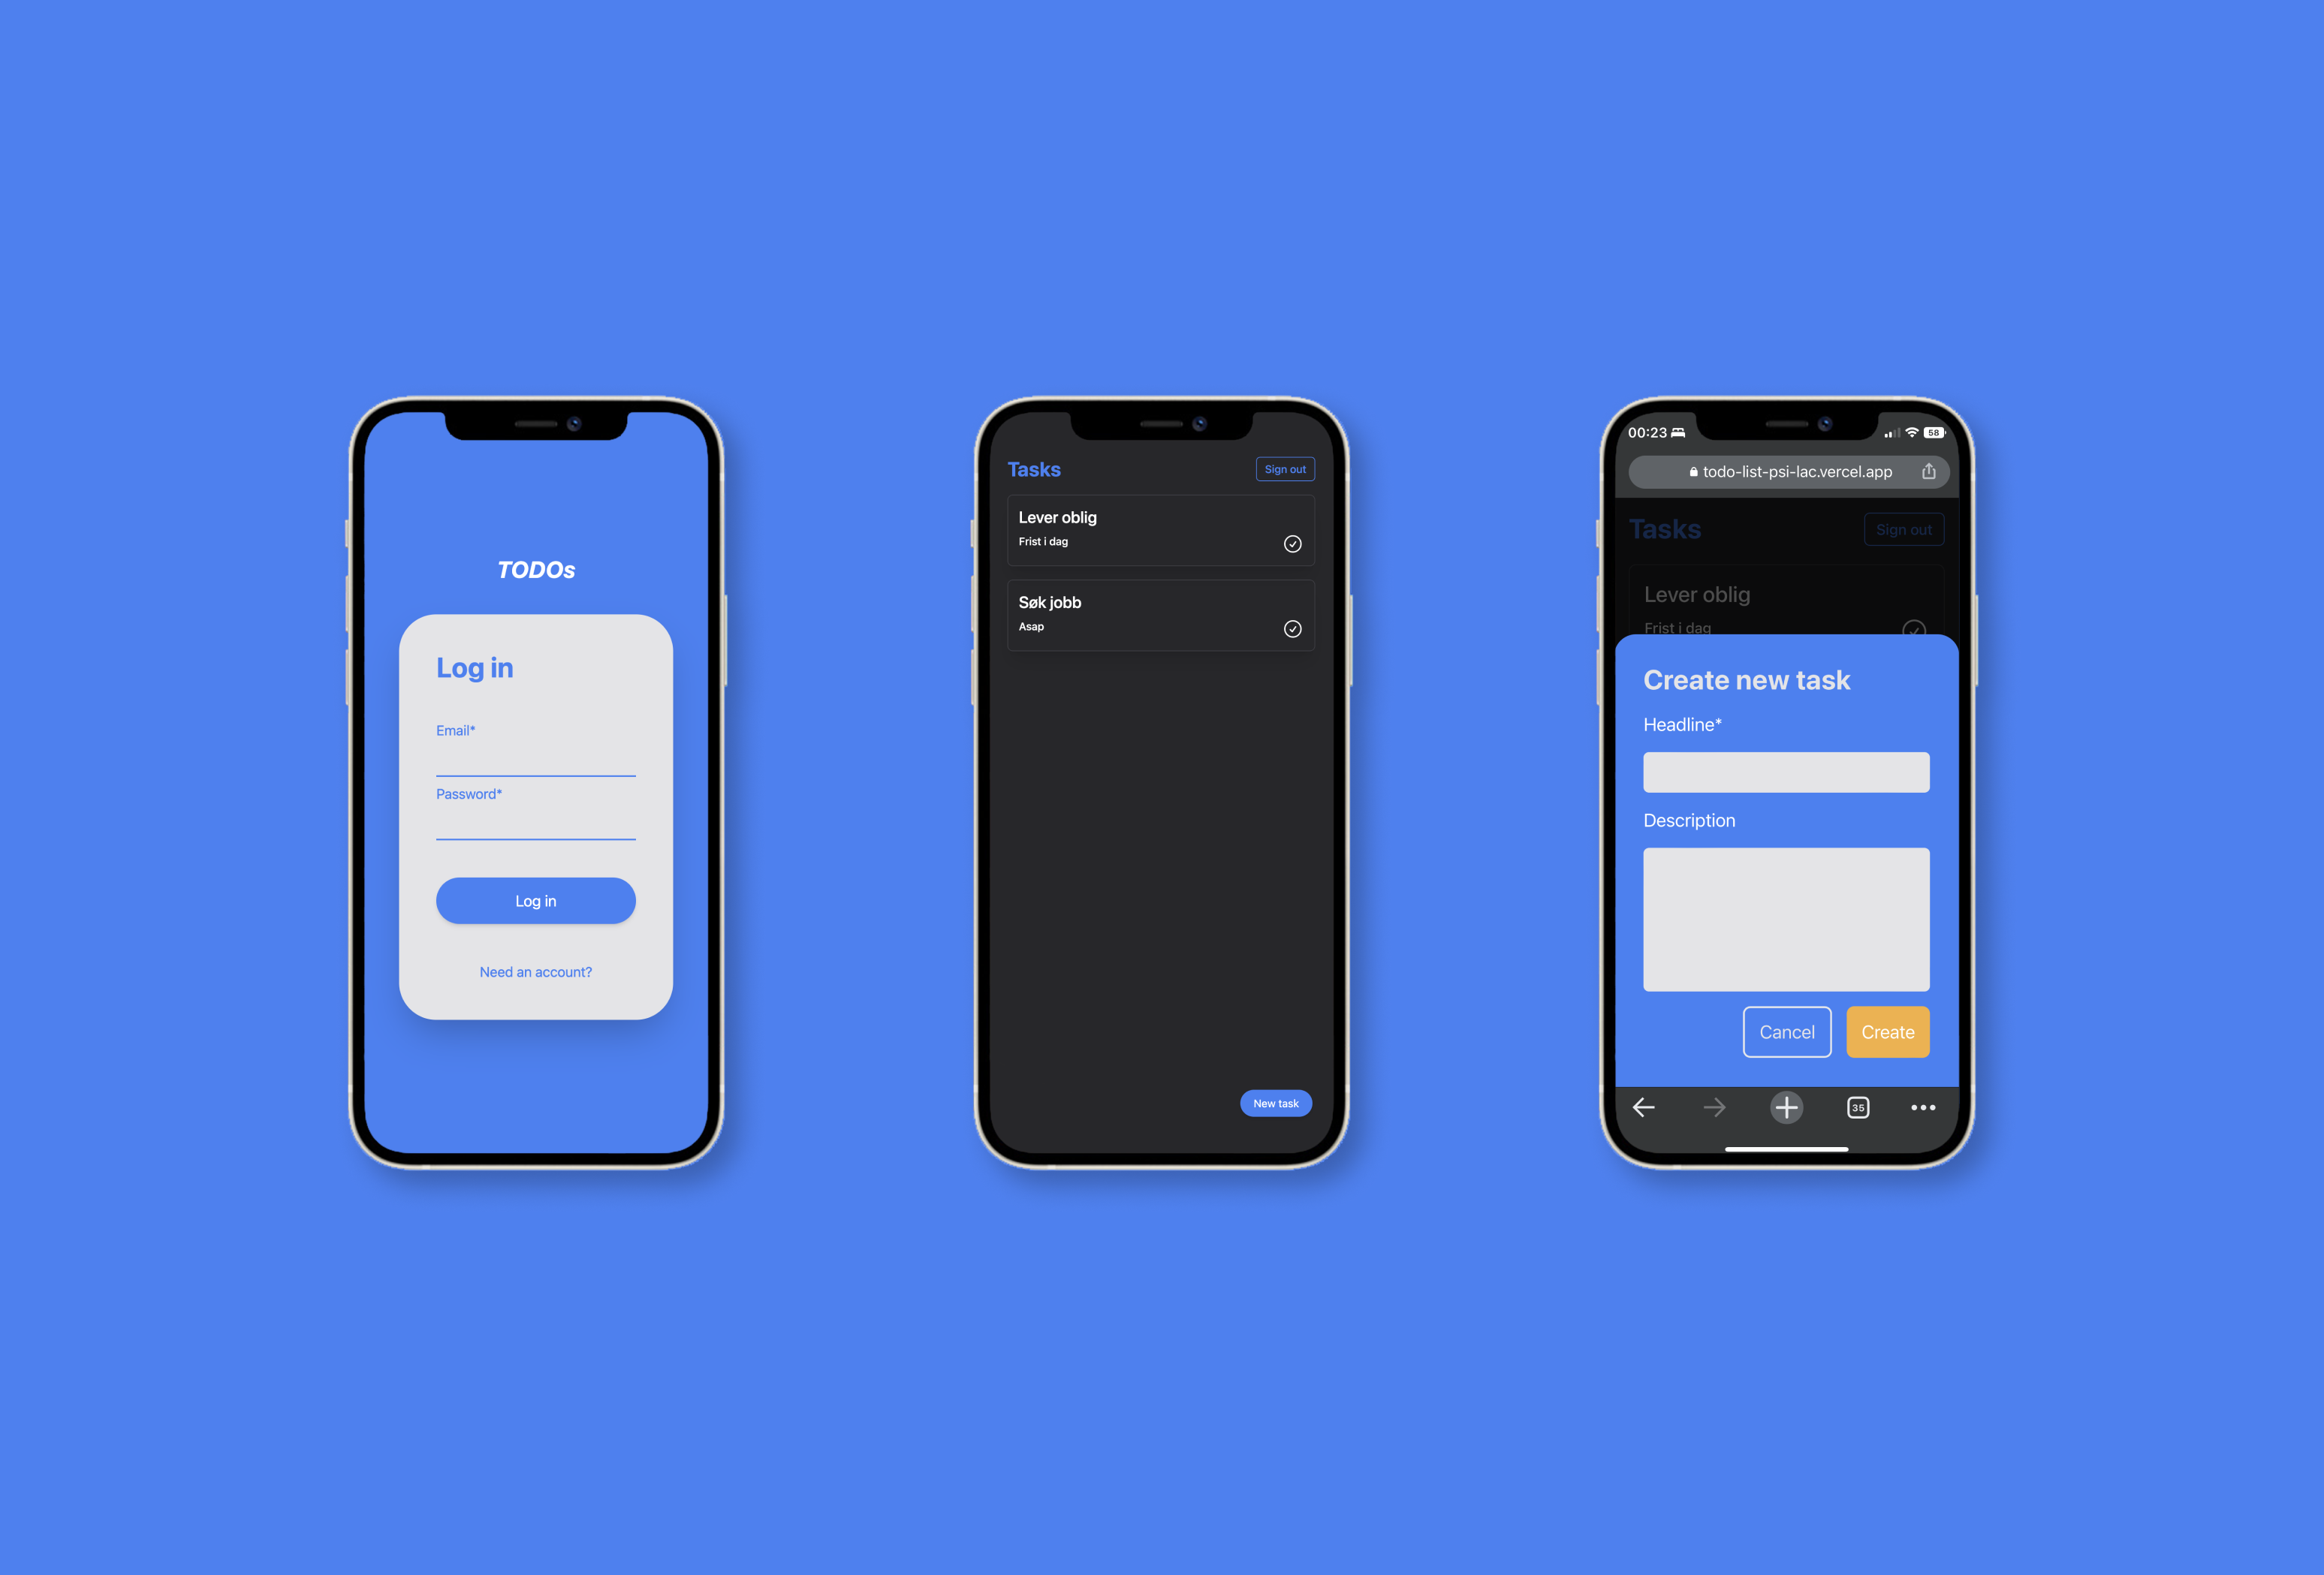 TODOs
Log in
Email*
Password*
Log in
Need an account?
Tasks
Sign out
Lever oblig
Frist i dag
Søk jobb
Asap
New task
00:23
58
todo-list-psi-lac.vercel.app
Tasks
Sign out
Lever oblig
Frist i dag
Create new task
Headline*
Description
Cancel
Create
35